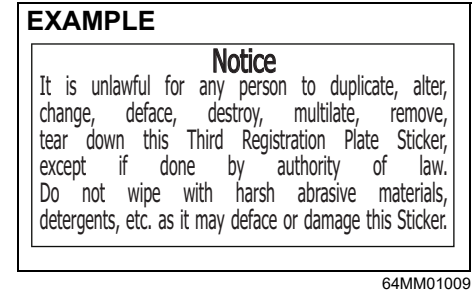 EXAMPLE
Notice
It is unlawful for any person to duplicate, alter,
change, deface, destroy, multilate, remove,
tear down this Third Registration Plate Sticker,
except if done by authority of law.
Do not wipe with harsh abrasive materials,
detergents, etc. as it may deface or damage this Sticker.
64MM01009